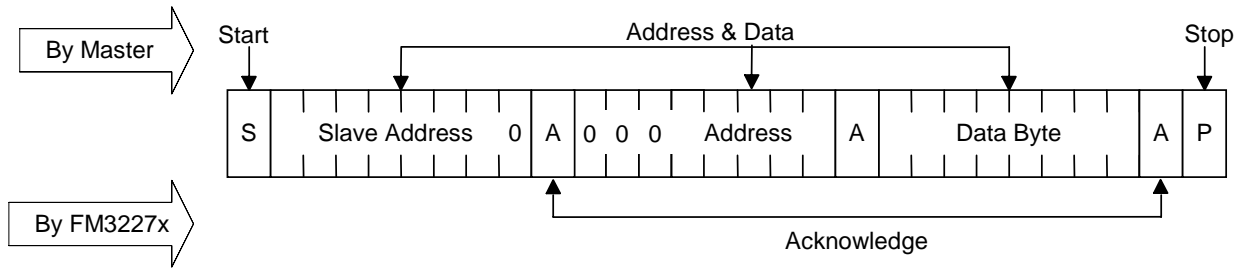 By Master
Start
Address & Data
Stop
S Slave Address 0 A 0 0 0 Address A Data Byte A P
By FM3227x
Acknowledge